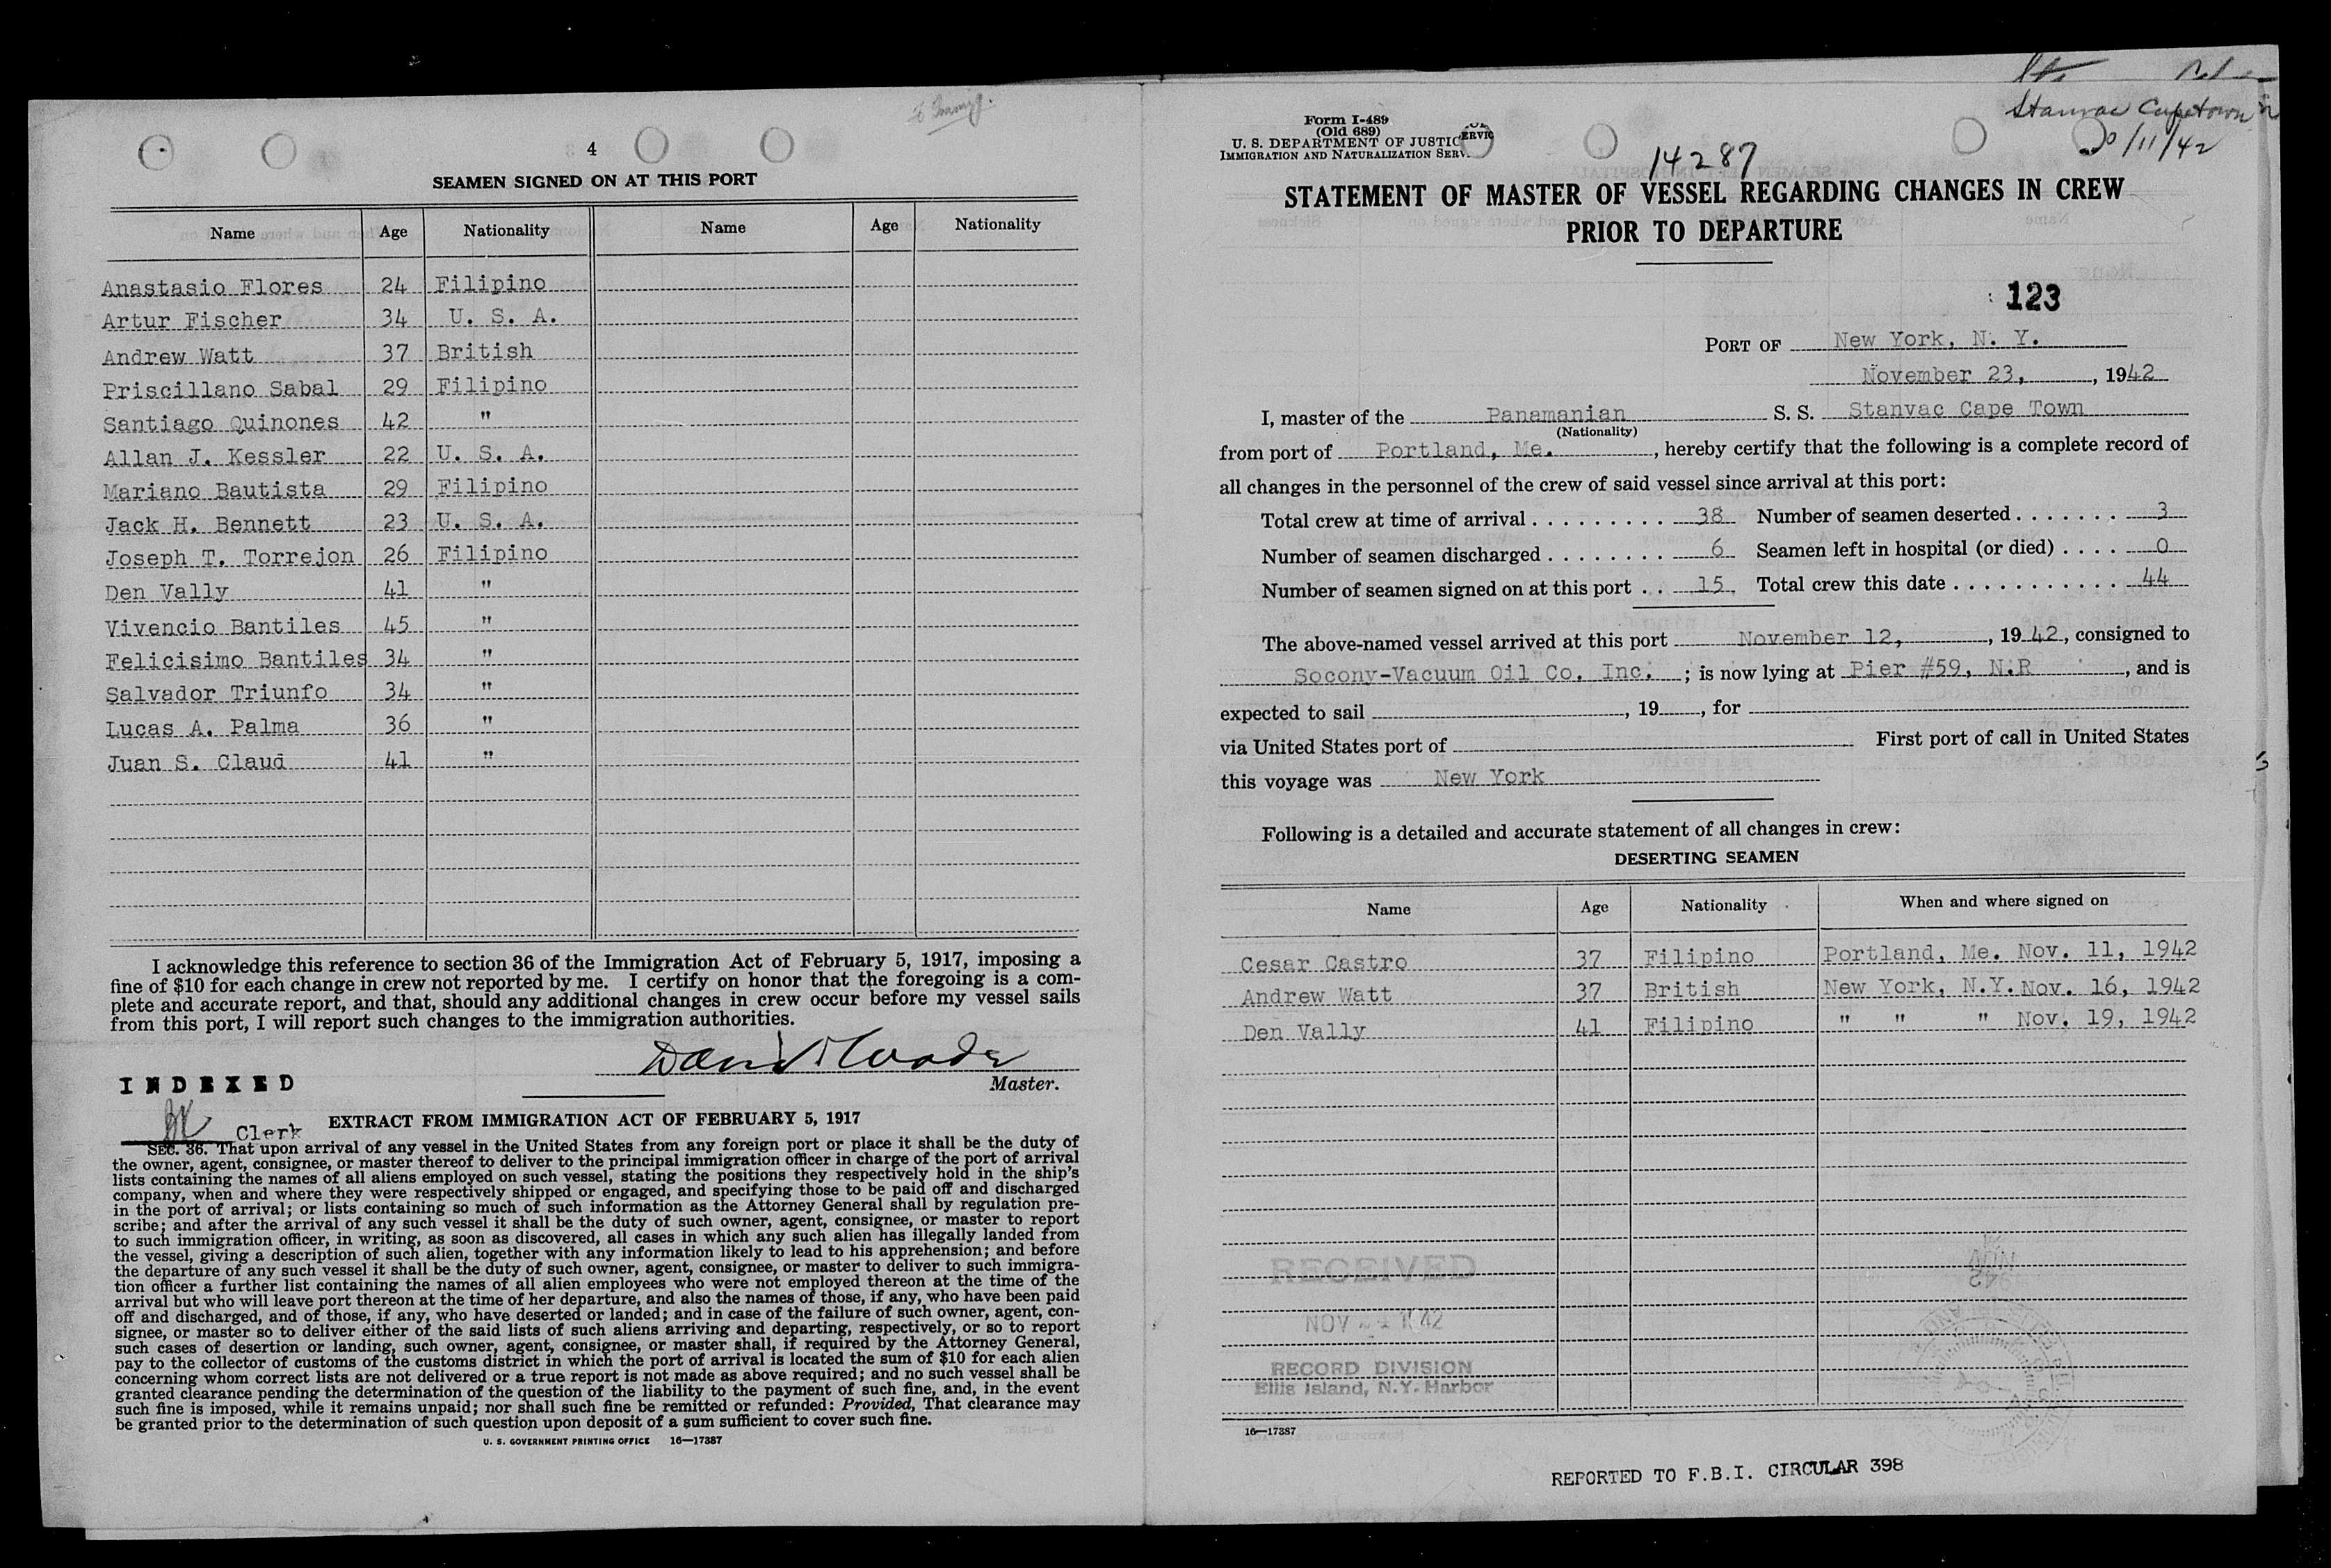 4
SEAMEN SIGNED ON AT THIS PORT
Name Age Nationality Name Age Nationality
Anastasio Flores 24 Filipino
Artur Fischer 34 U. S. A.
Andrew Watt 37 British
Priscillano Sabal 29 Filipino
Santiago Quinones 42 "
Allan J. Kessler 22 U. S. A.
Mariano Bautista 29 Filipino
Jack H. Bennett 23 U. S. A.
Joseph T. Torrejon 26 Filipino
Den Vally 41 "
Vivencio Bantiles 45 "
Felicisimo Bantiles 34 "
Salvador Triunfo 34 "
Lucas A. Palma 36 "
Juan S. Claud 41 "
I acknowledge this reference to section 36 of the Immigration Act of February 5, 1917, imposing a
fine of $10 for each change in crew not reported by me. I certify on honor that the foregoing is a com-
plete and accurate report, and that, should any additional changes in crew occur before my vessel sails
from this port, I will report such changes to the immigration authorities.
Master.
INDEXED
Clerk
EXTRACT FROM IMMIGRATION ACT OF FEBRUARY 5, 1917
SEC. 36. That upon arrival of any vessel in the United States from any foreign port or place it shall be the duty of
the owner, agent, consignee, or master thereof to deliver to the principal immigration officer in charge of the port of arrival
lists containing the names of all aliens employed on such vessel, stating the positions they respectively hold in the ship's
company, when and where they were respectively shipped or engaged, and specifying those to be paid off and discharged
in the port of arrival; or lists containing so much of such information as the Attorney General shall by regulation pre-
scribe; and after the arrival of any such vessel it shall be the duty of such owner, agent, consignee, or master to report
to such immigration officer, in writing, as soon as discovered, all cases in which any such alien has illegally landed from
the vessel, giving a description of such alien, together with any information likely to lead to his apprehension; and before
the departure of any such vessel it shall be the duty of such owner, agent, consignee, or master to deliver to such immigra-
tion officer a further list containing the names of all alien employees who were not employed thereon at the time of the
arrival but who will leave port thereon at the time of her departure, and also the names of those, if any, who have been paid
off and discharged, and of those, if any, who have deserted or landed; and in case of the failure of such owner, agent, con-
signee, or master so to deliver either of the said lists of such aliens arriving and departing, respectively, or so to report
such cases of desertion or landing, such owner, agent, consignee, or master shall, if required by the Attorney General,
pay to the collector of customs of the customs district in which the port of arrival is located the sum of $10 for each alien
concerning whom correct lists are not delivered or a true report is not made as above required; and no such vessel shall be
granted clearance pending the determination of the question of the liability to the payment of such fine, and, in the event
such fine is imposed, while it remains unpaid; nor shall such fine be remitted or refunded: Provided, That clearance may
be granted prior to the determination of such question upon deposit of a sum sufficient to cover such fine.
U. S. GOVERNMENT PRINTING OFFICE 16—17387
Stanvac Capetown
/11/42
Form I-489
(Old 689)
U. S. DEPARTMENT OF JUSTIC
IMMIGRATION AND NATURALIZATION SERV.
14287
STATEMENT OF MASTER OF VESSEL REGARDING CHANGES IN CREW
PRIOR TO DEPARTURE
123
PORT OF New York, N. Y.
November 23, , 1942
I, master of the Panamanian S. S. Stanvac Cape Town
(Nationality)
from port of Portland, Me. , hereby certify that the following is a complete record of
all changes in the personnel of the crew of said vessel since arrival at this port:
Total crew at time of arrival . . . . . . . . . . 38 Number of seamen deserted . . . . . . . 3
Number of seamen discharged . . . . . . . . 6 Seamen left in hospital (or died) . . . . 0
Number of seamen signed on at this port . . 15 Total crew this date . . . . . . . . . . . . 44
The above-named vessel arrived at this port November 12, , 1942, consigned to
Socony-Vacuum Oil Co. Inc. ; is now lying at Pier #59, N.R , and is
expected to sail , 19 , for
via United States port of First port of call in United States
this voyage was New York
Following is a detailed and accurate statement of all changes in crew:
DESERTING SEAMEN
Name Age Nationality When and where signed on
Cesar Castro 37 Filipino Portland, Me. Nov. 11, 1942
Andrew Watt 37 British New York, N.Y. Nov. 16, 1942
Den Vally 41 Filipino " " " Nov. 19, 1942
RECEIVED
NOV
RECORD DIVISION
Ellis Island, N.Y. Harbor
16—17387
REPORTED TO F.B.I. CIRCULAR 398